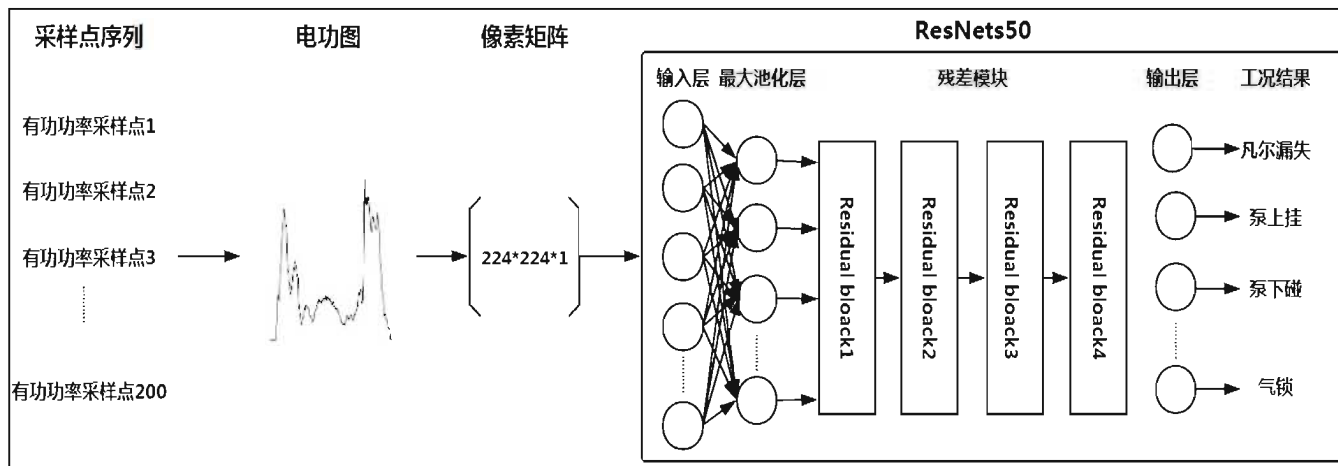 采样点序列
电功图
像素矩阵
ResNets50
输入层
最大池化层
残差模块
输出层
工况结果
有功功率采样点1
有功功率采样点2
有功功率采样点3
有功功率采样点200
224*224*1
Residual bloack1
Residual bloack2
Residual bloack3
Residual bloack4
凡尔漏失
泵上挂
泵下碰
气锁